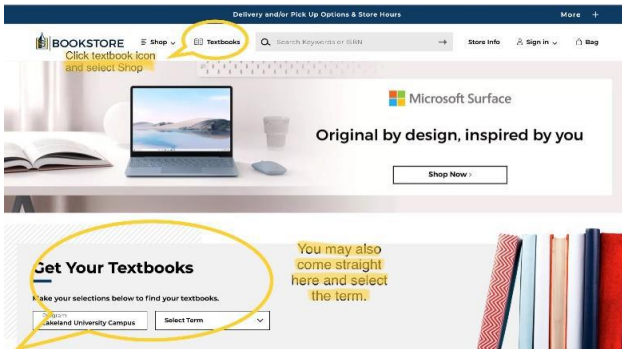 Delivery and/or Pick Up Options & Store Hours
More +
BOOKSTORE
Shop
Textbooks
Search Keywords or ISBN
Store Info
Sign in
Bag
Click textbook icon
and select Shop
Microsoft Surface
Original by design, inspired by you
Shop Now >
Get Your Textbooks
Make your selections below to find your textbooks.
Program
Lakeland University Campus
Select Term
You may also
come straight
here and select
the term.